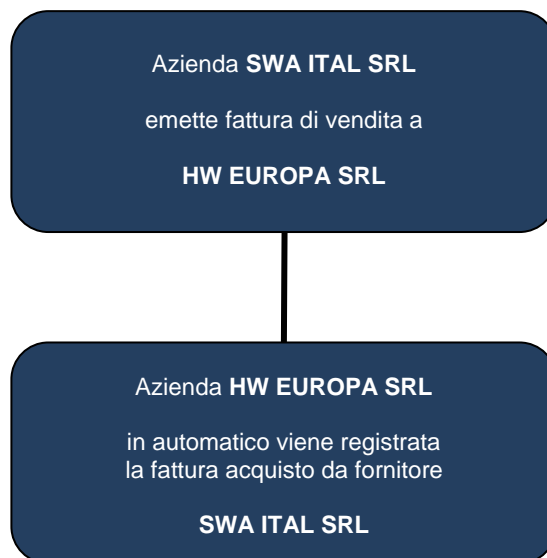 Azienda SWA ITAL SRL
emette fattura di vendita a
HW EUROPA SRL
Azienda HW EUROPA SRL
in automatico viene registrata
la fattura acquisto da fornitore
SWA ITAL SRL